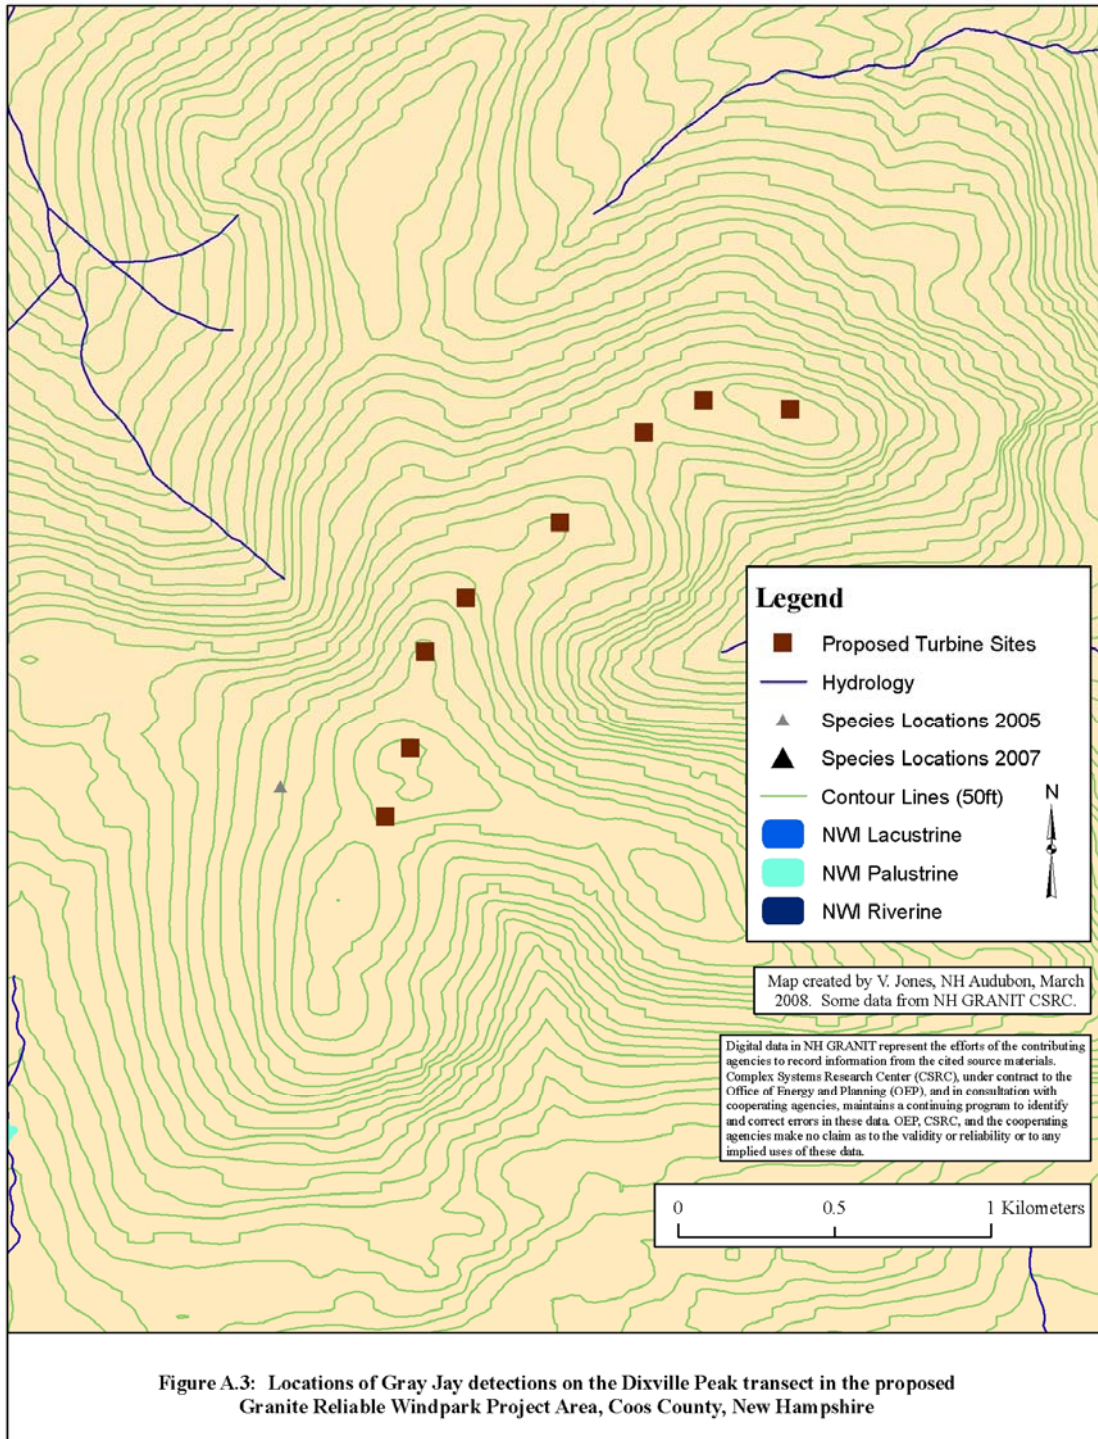 Legend
Proposed Turbine Sites
Hydrology
Species Locations 2005
Species Locations 2007
Contour Lines (50ft)
N
NWI Lacustrine
NWI Palustrine
NWI Riverine
Map created by V. Jones, NH Audubon, March
2008. Some data from NH GRANIT CSRC.
Digital data in NH GRANIT represent the efforts of the contributing
agencies to record information from the cited source materials.
Complex Systems Research Center (CSRC), under contract to the
Office of Energy and Planning (OEP), and in consultation with
cooperating agencies, maintains a continuing program to identify
and correct errors in these data. OEP, CSRC, and the cooperating
agencies make no claim as to the validity or reliability or to any
implied uses of these data.
0 0.5 1 Kilometers
Figure A.3: Locations of Gray Jay detections on the Dixville Peak transect in the proposed
Granite Reliable Windpark Project Area, Coos County, New Hampshire